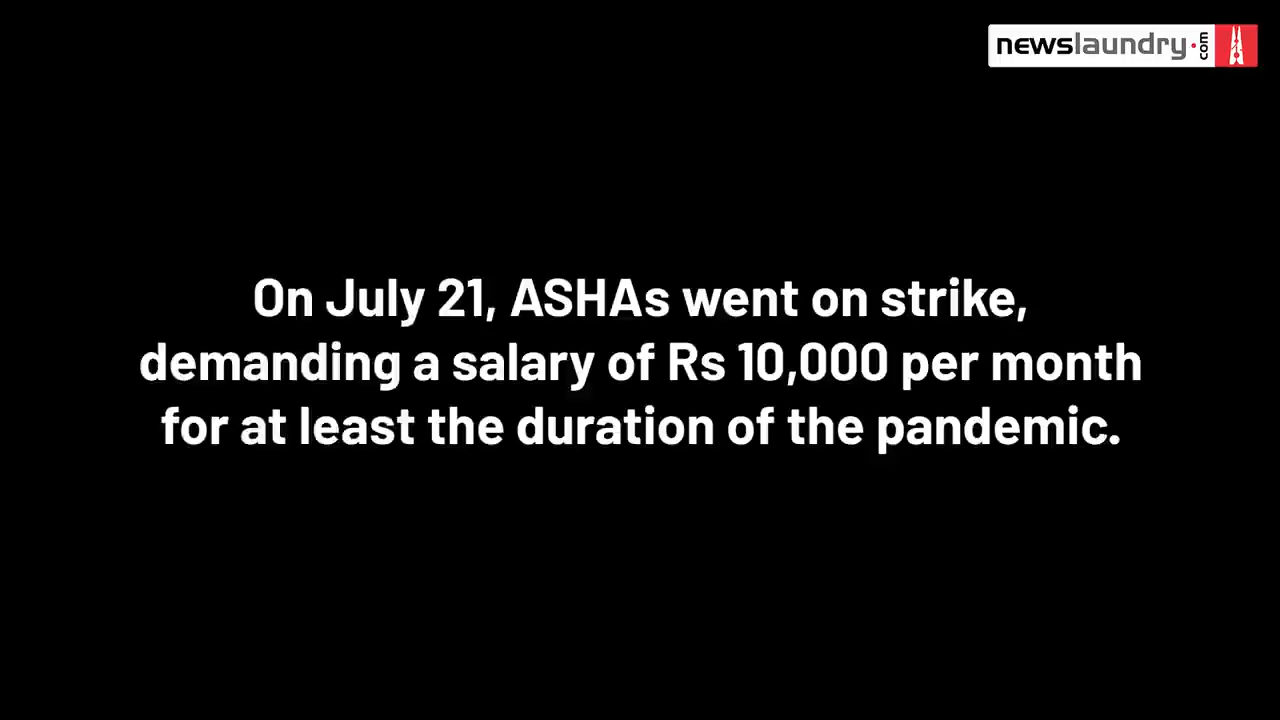 newslaundry.com
On July 21, ASHAs went on strike,
demanding a salary of Rs 10,000 per month
for at least the duration of the pandemic.